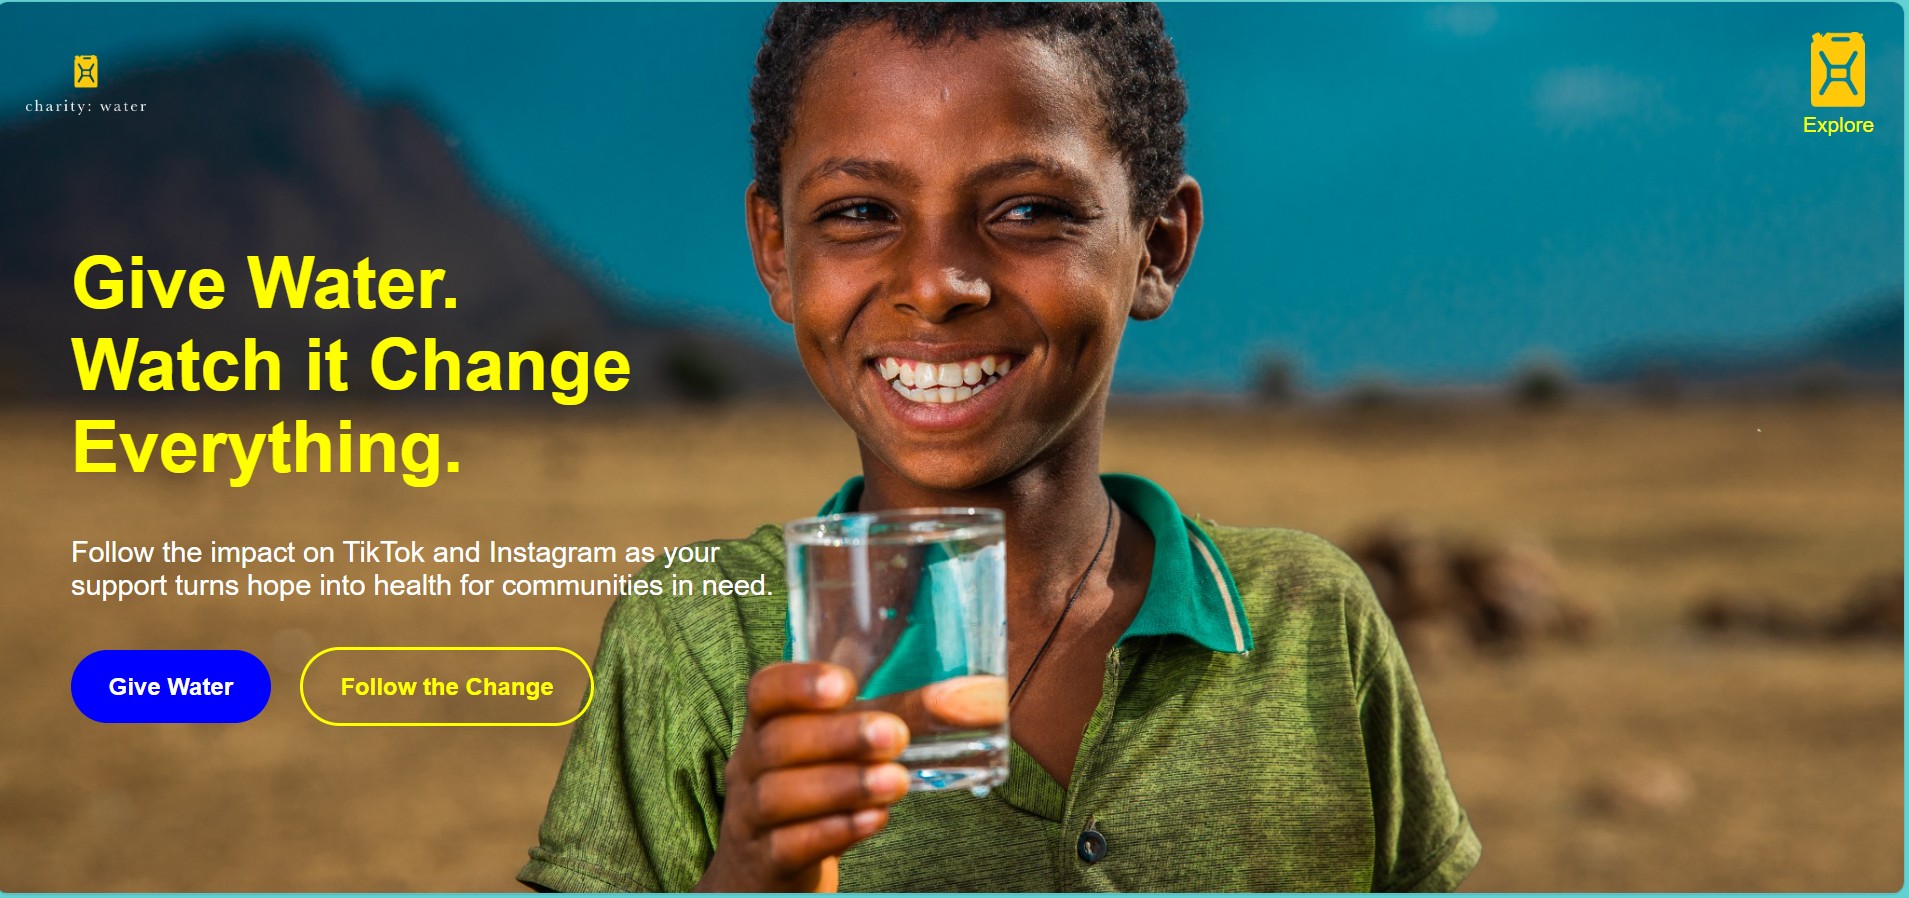 charity: water
Explore
Give Water.
Watch it Change
Everything.
Follow the impact on TikTok and Instagram as your
support turns hope into health for communities in need.
Give Water
Follow the Change